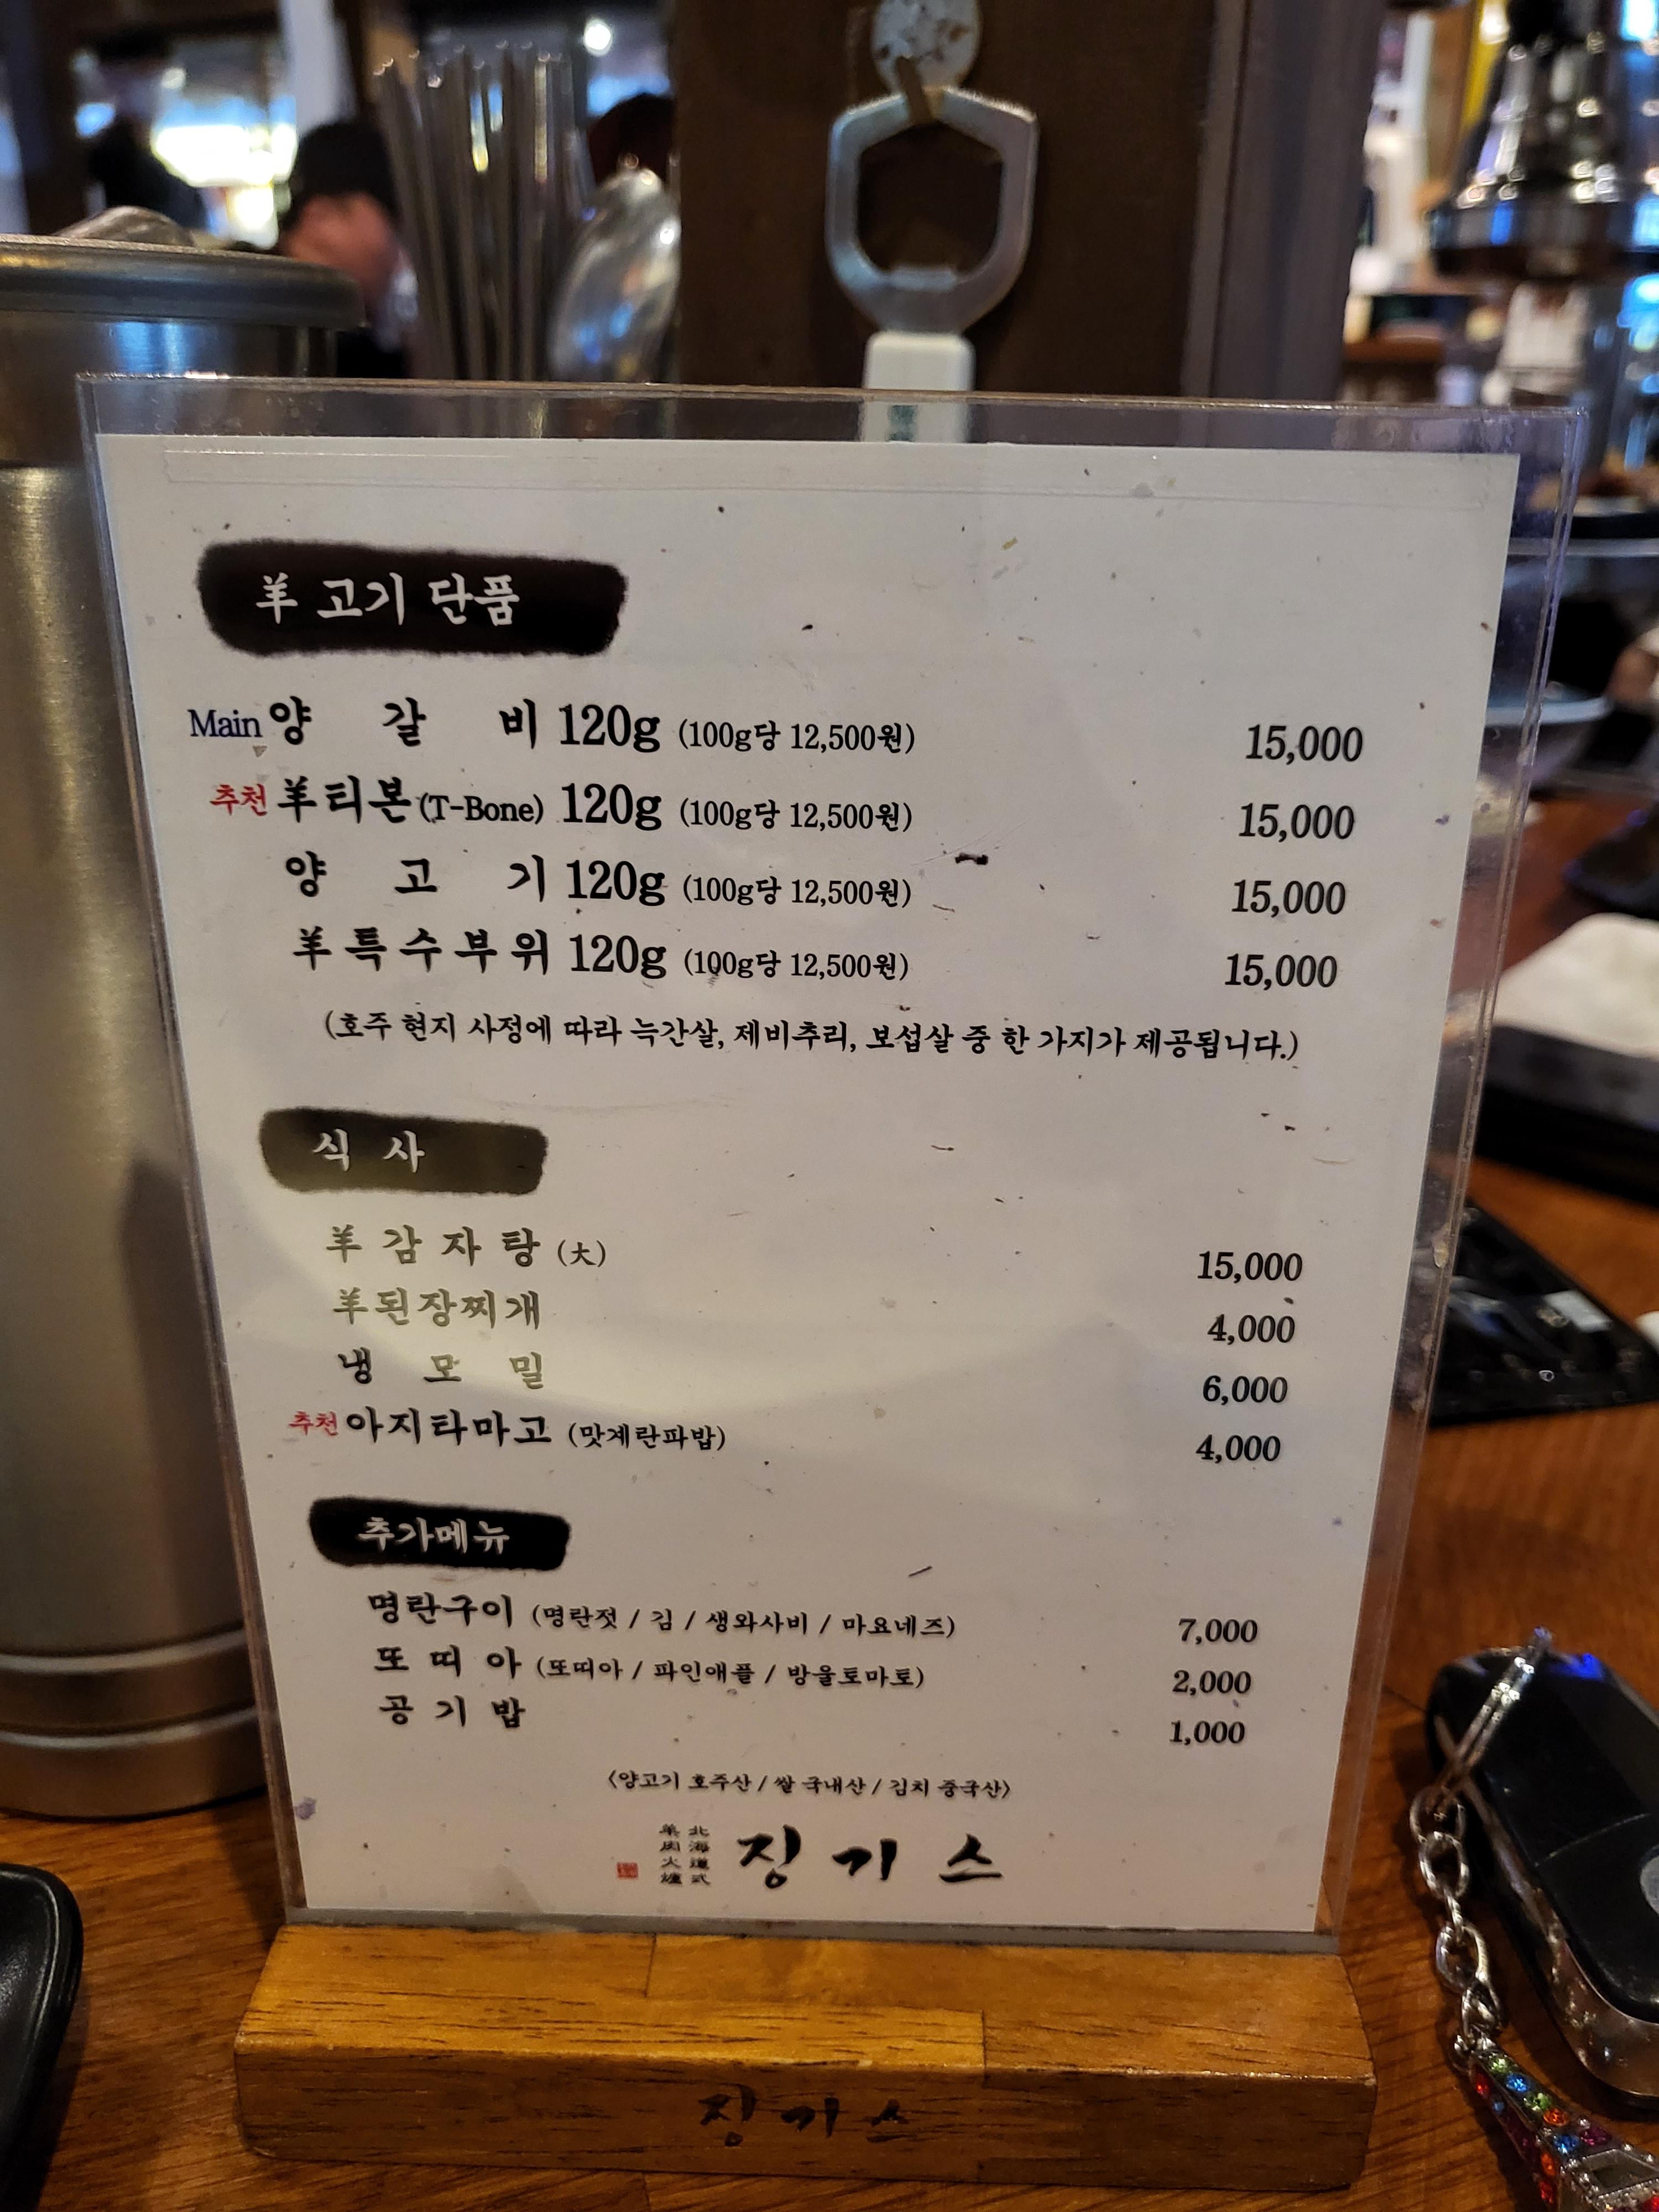 羊 고기 단품
Main 양 갈 비 120g (100g당 12,500원) 15,000
추천 羊티본(T-Bone) 120g (100g당 12,500원) 15,000
양 고 기 120g (100g당 12,500원) 15,000
羊특수부위 120g (100g당 12,500원) 15,000
(호주 현지 사정에 따라 늑간살, 제비추리, 보섭살 중 한 가지가 제공됩니다.)
식 사
羊감자탕 (大) 15,000
羊된장찌개 4,000
냉 모 밀 6,000
추천 아지타마고 (맛계란파밥) 4,000
추가메뉴
명란구이 (명란젓 / 김 / 생와사비 / 마요네즈) 7,000
또 띠 아 (또띠아 / 파인애플 / 방울토마토) 2,000
공 기 밥 1,000
〈양고기 호주산 / 쌀 국내산 / 김치 중국산〉
北海道式
羊肉火爐
징기스
징기스